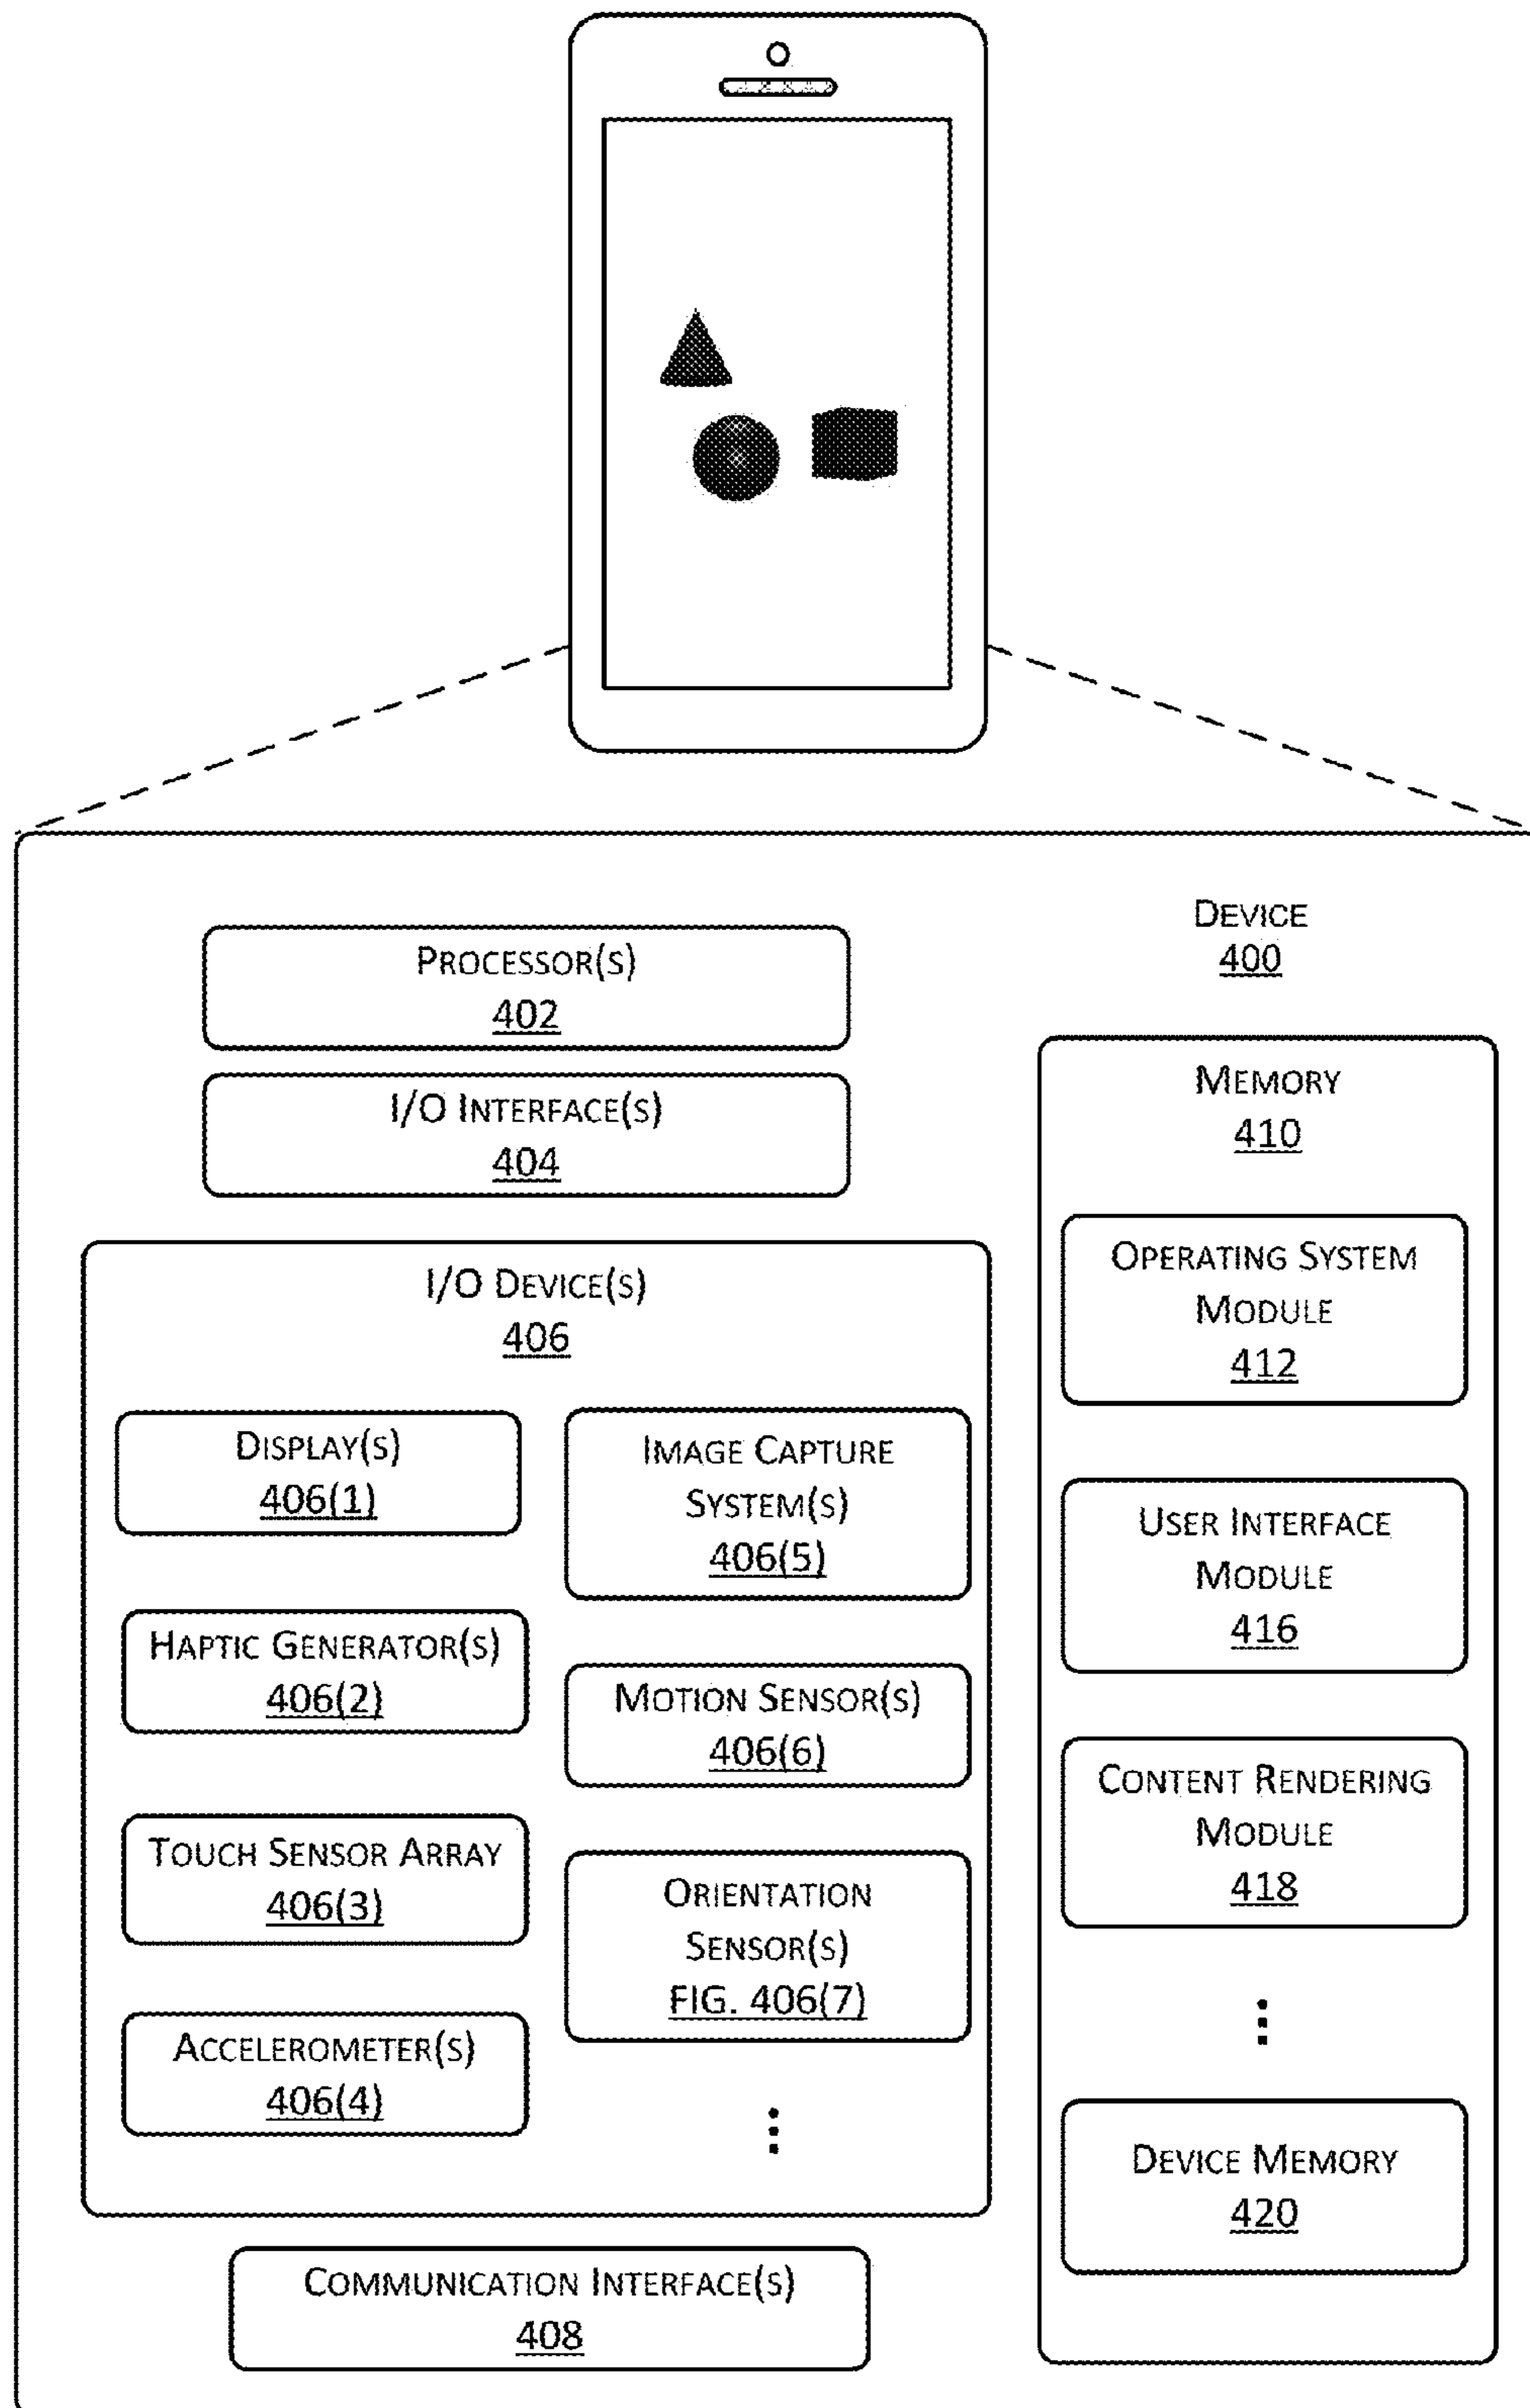 DEVICE
400
PROCESSOR(S)
402
I/O INTERFACE(S)
404
I/O DEVICE(S)
406
DISPLAY(S)
406(1)
HAPTIC GENERATOR(S)
406(2)
TOUCH SENSOR ARRAY
406(3)
ACCELEROMETER(S)
406(4)
IMAGE CAPTURE
SYSTEM(S)
406(5)
MOTION SENSOR(S)
406(6)
ORIENTATION
SENSOR(S)
FIG. 406(7)
⋮
COMMUNICATION INTERFACE(S)
408
MEMORY
410
OPERATING SYSTEM
MODULE
412
USER INTERFACE
MODULE
416
CONTENT RENDERING
MODULE
418
⋮
DEVICE MEMORY
420